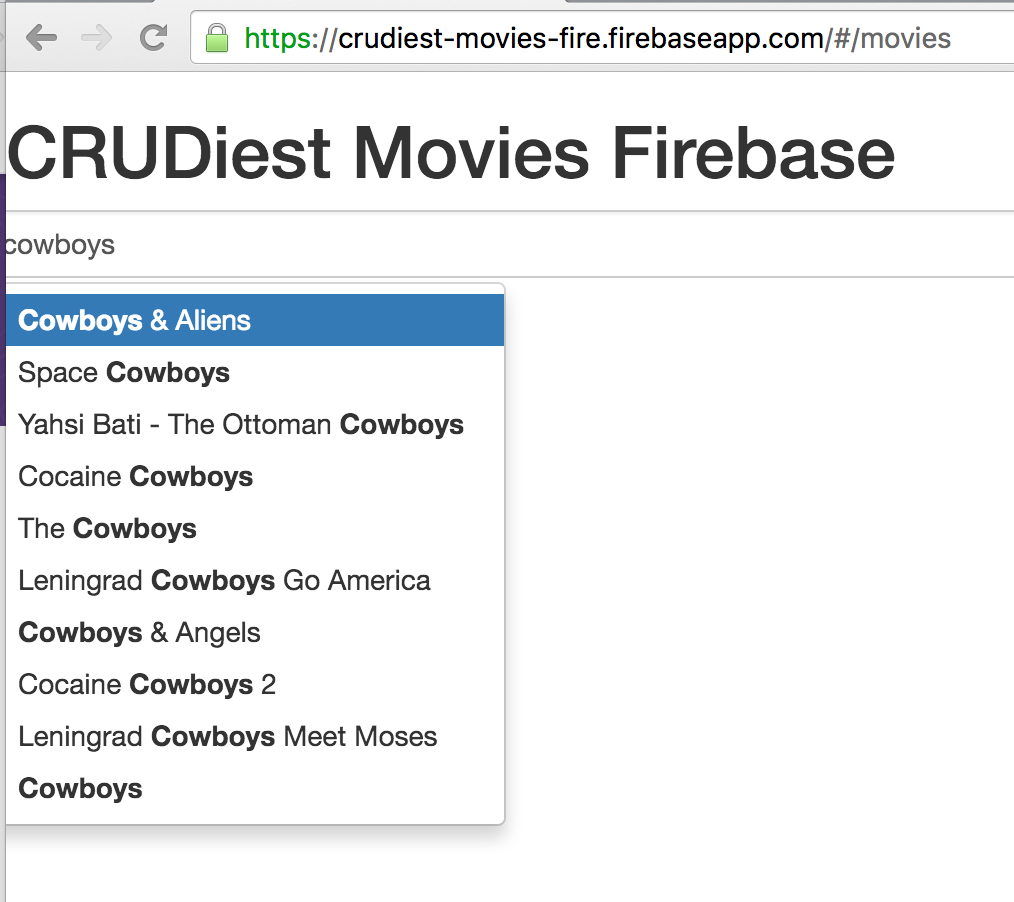 https://crudiest-movies-fire.firebaseapp.com/#/movies
CRUDiest Movies Firebase
cowboys
Cowboys & Aliens
Space Cowboys
Yahsi Bati - The Ottoman Cowboys
Cocaine Cowboys
The Cowboys
Leningrad Cowboys Go America
Cowboys & Angels
Cocaine Cowboys 2
Leningrad Cowboys Meet Moses
Cowboys